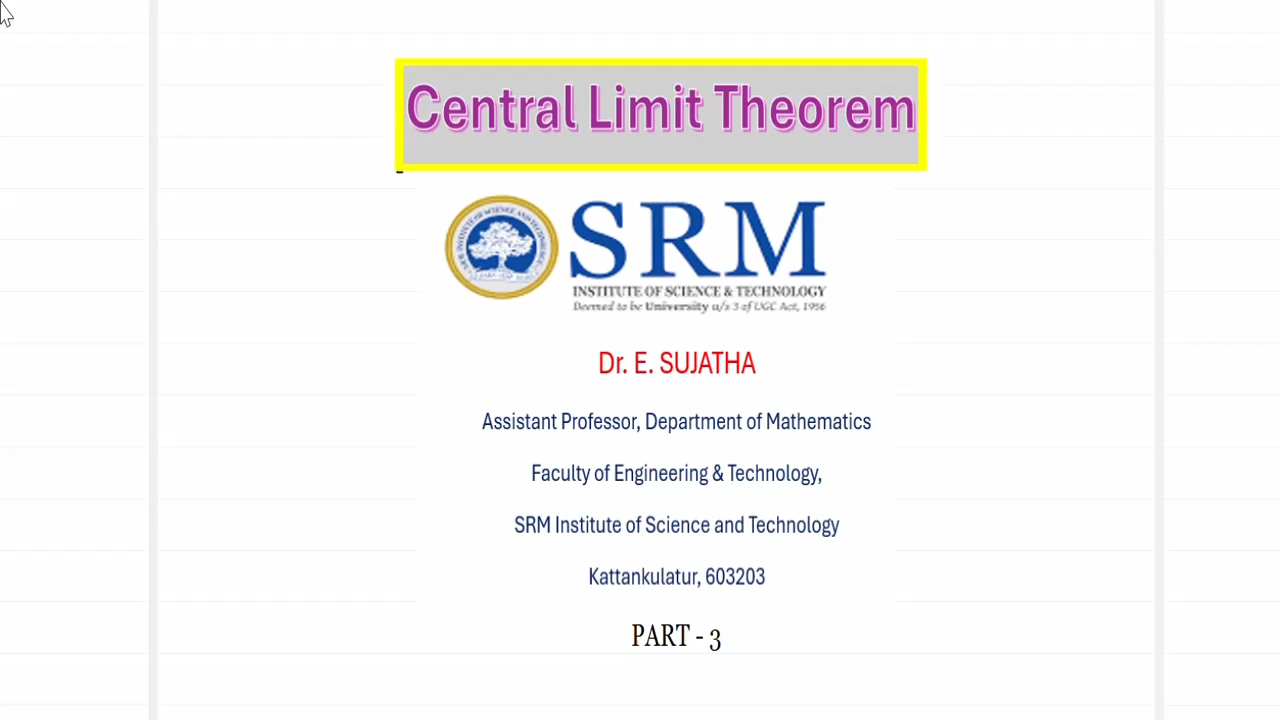 Central Limit Theorem
SRM
INSTITUTE OF SCIENCE & TECHNOLOGY
Deemed to be University u/s 3 of UGC Act, 1956
Dr. E. SUJATHA
Assistant Professor, Department of Mathematics
Faculty of Engineering & Technology,
SRM Institute of Science and Technology
Kattankulatur, 603203
PART - 3